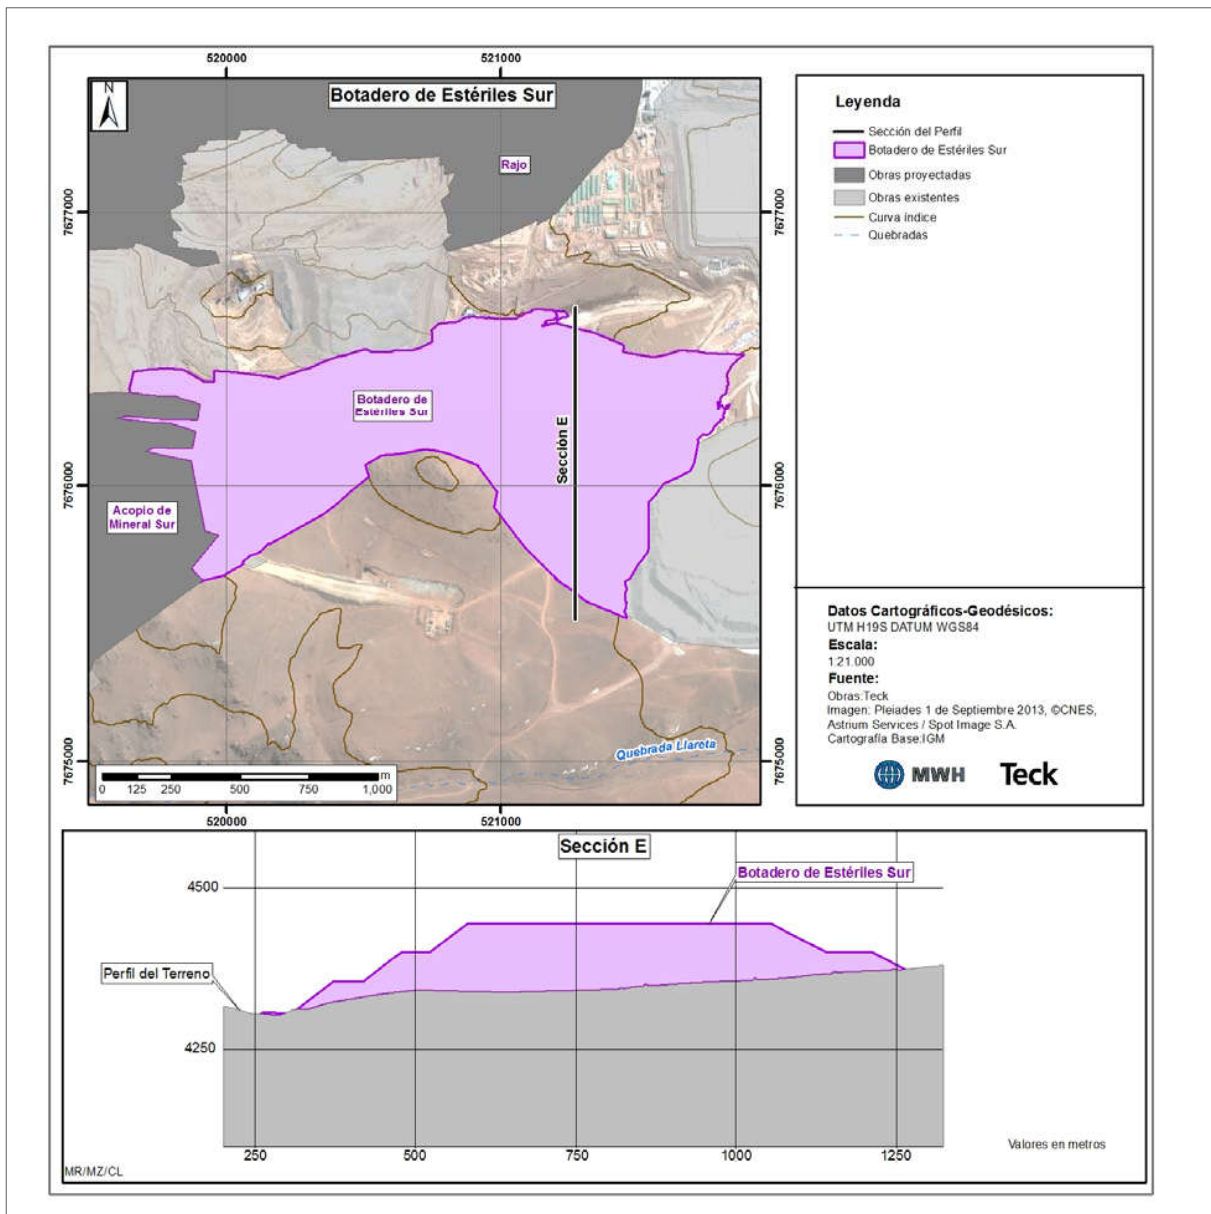 520000
521000
N
Botadero de Estériles Sur
Rajo
7677000
7677000
Botadero de
Estériles Sur
Sección E
7676000
7676000
Acopio de
Mineral Sur
Quebrada Llareta
7675000
7675000
m
0 125 250 500 750 1,000
520000
521000
Leyenda
Sección del Perfil
Botadero de Estériles Sur
Obras proyectadas
Obras existentes
Curva índice
Quebradas
Datos Cartográficos-Geodésicos:
UTM H19S DATUM WGS84
Escala:
1:21.000
Fuente:
Obras:Teck
Imagen: Pleiades 1 de Septiembre 2013, ©CNES,
Astrium Services / Spot Image S.A.
Cartografía Base:IGM
MWH Teck
Sección E
4500
Botadero de Estériles Sur
Perfil del Terreno
4250
250 500 750 1000 1250
Valores en metros
MR/MZ/CL